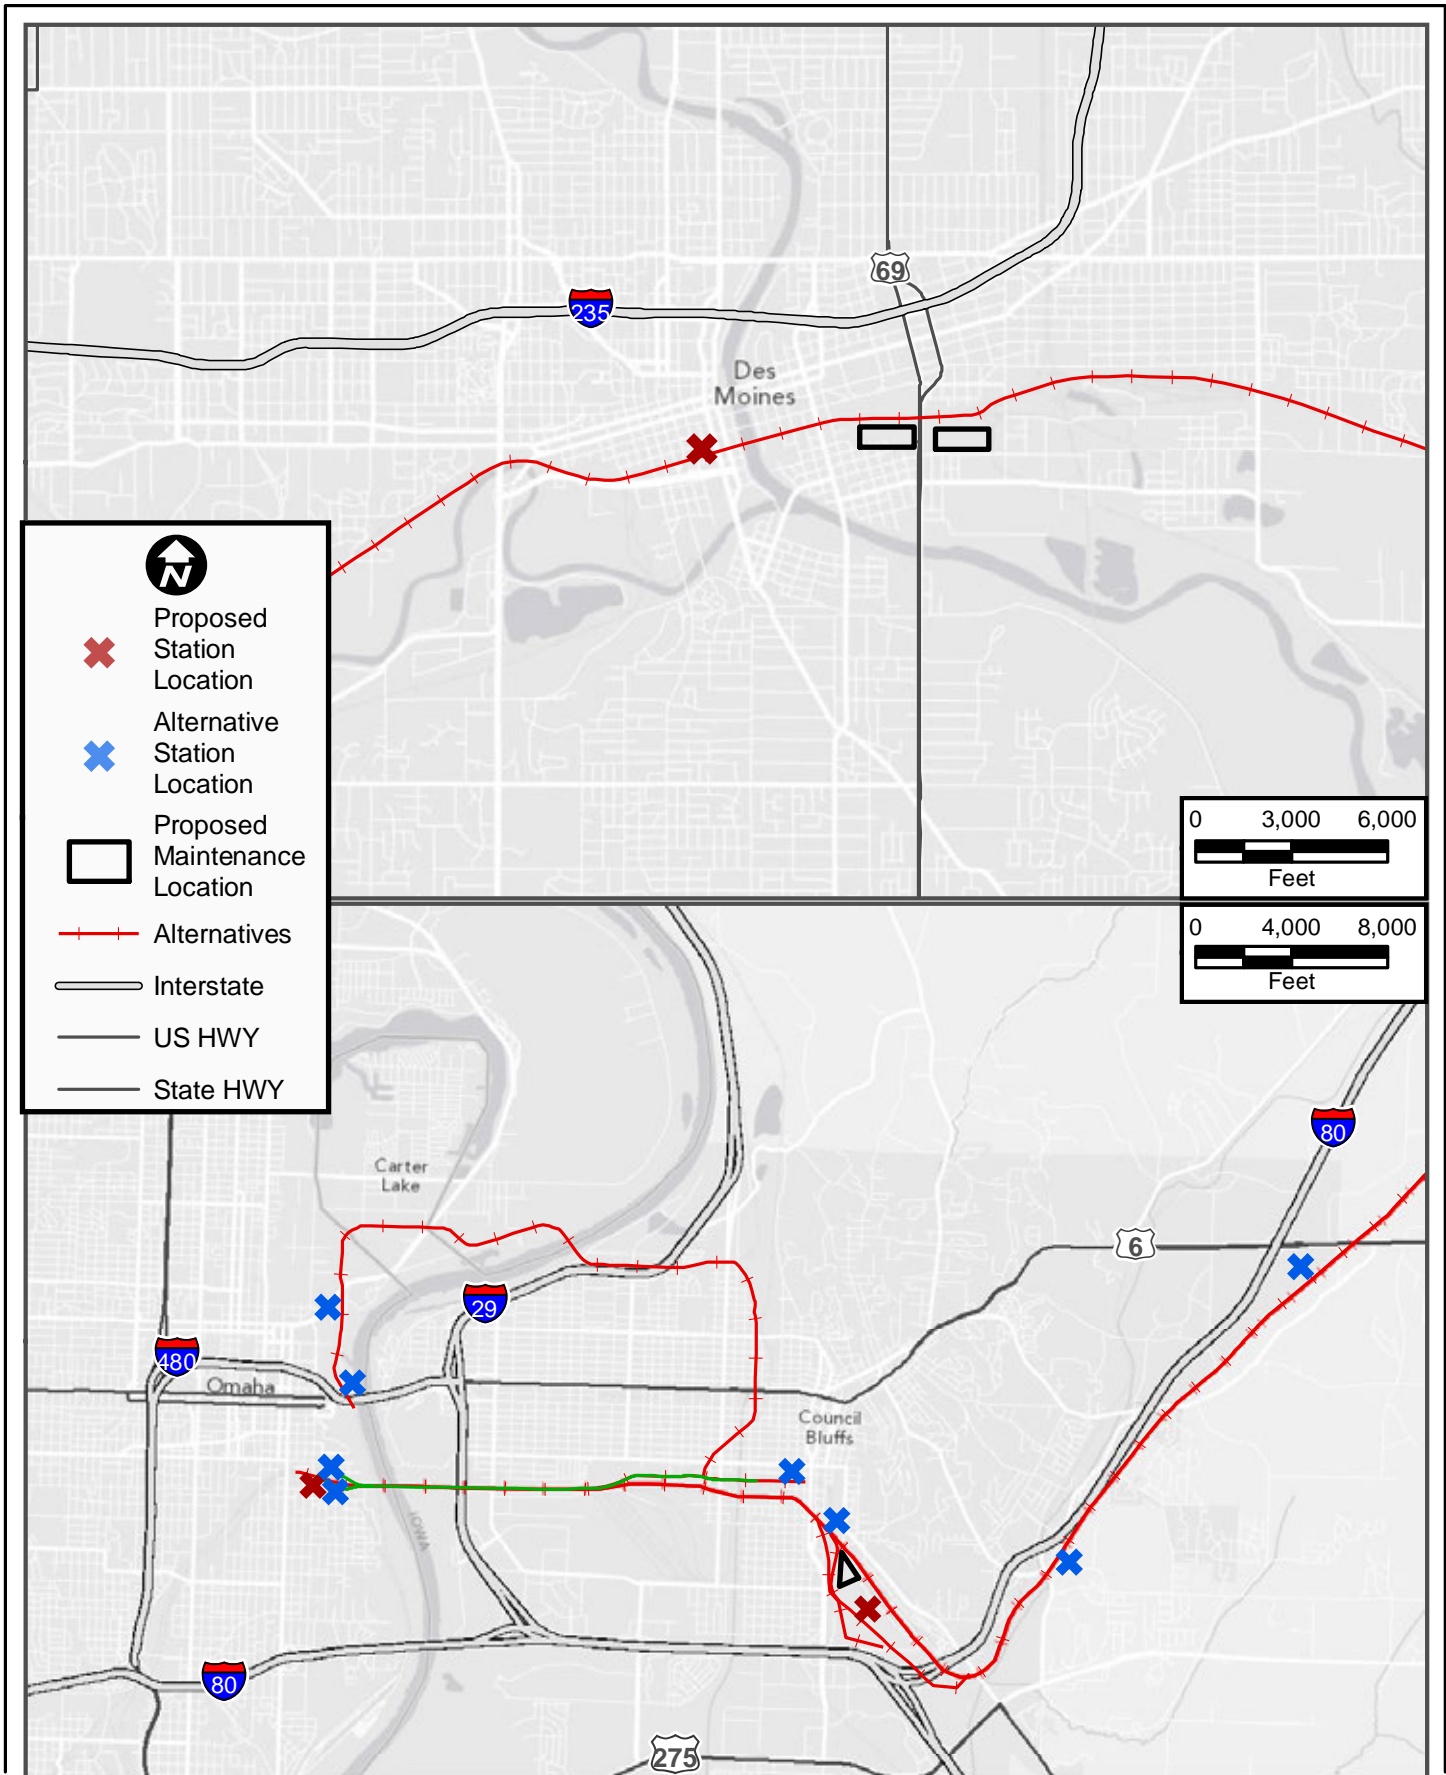 69
235
Des
Moines
N
Proposed
Station
Location
Alternative
Station
Location
Proposed
Maintenance
Location
Alternatives
Interstate
US HWY
State HWY
0 3,000 6,000
Feet
0 4,000 8,000
Feet
80
Carter
Lake
6
29
480
Omaha
Council
Bluffs
IOWA
80
275